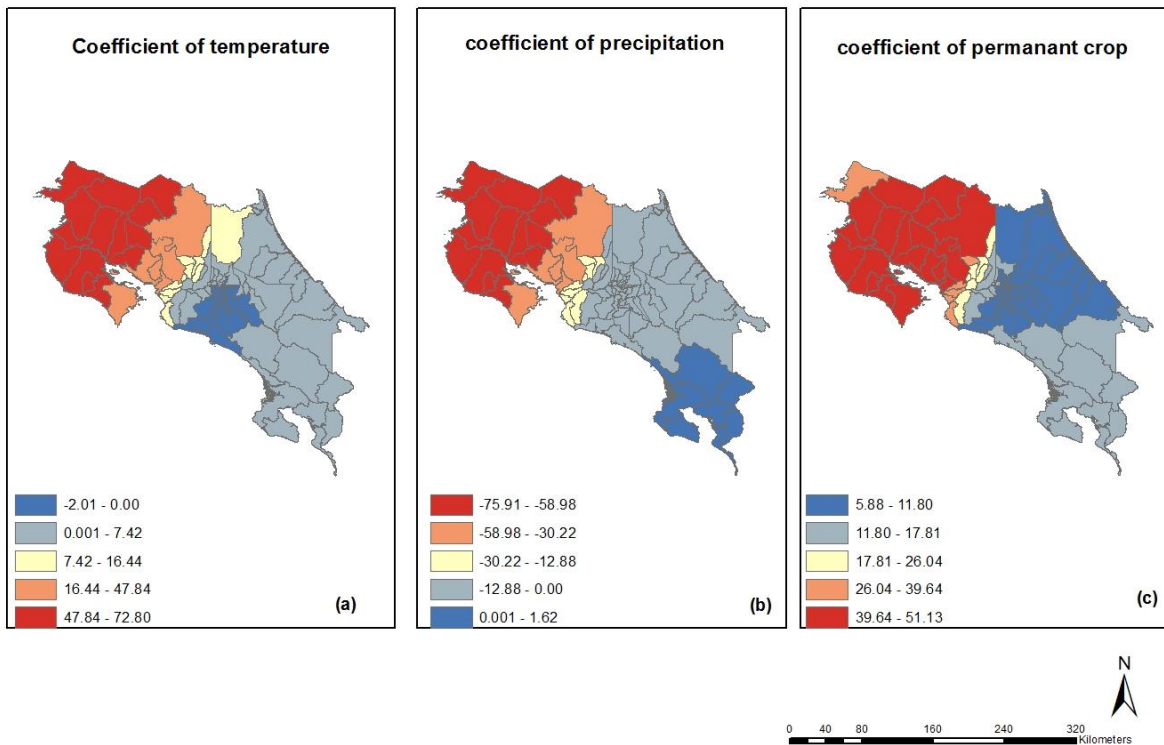 Coefficient of temperature
-2.01 - 0.00
0.001 - 7.42
7.42 - 16.44
16.44 - 47.84
47.84 - 72.80
(a)
coefficient of precipitation
-75.91 - -58.98
-58.98 - -30.22
-30.22 - -12.88
-12.88 - 0.00
0.001 - 1.62
(b)
coefficient of permanant crop
5.88 - 11.80
11.80 - 17.81
17.81 - 26.04
26.04 - 39.64
39.64 - 51.13
(c)
N
0 40 80 160 240 320
Kilometers